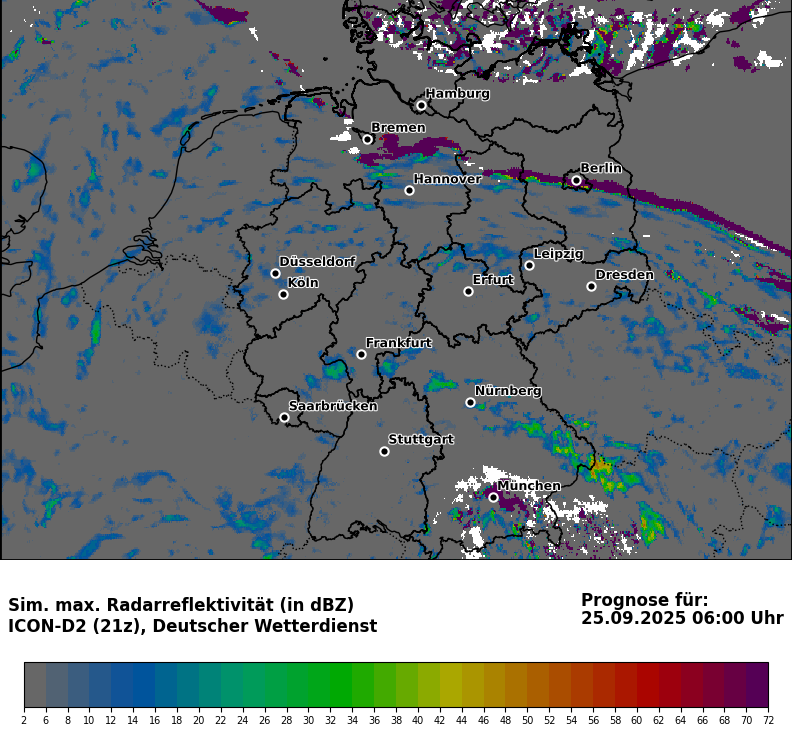 Hamburg
Bremen
Berlin
Hannover
Leipzig
Düsseldorf
Dresden
Erfurt
Köln
Frankfurt
Nürnberg
Saarbrücken
Stuttgart
München
Sim. max. Radarreflektivität (in dBZ)
ICON-D2 (21z), Deutscher Wetterdienst
Prognose für:
25.09.2025 06:00 Uhr
2 6 8 10 12 14 16 18 20 22 24 26 28 30 32 34 36 38 40 42 44 46 48 50 52 54 56 58 60 62 64 66 68 70 72